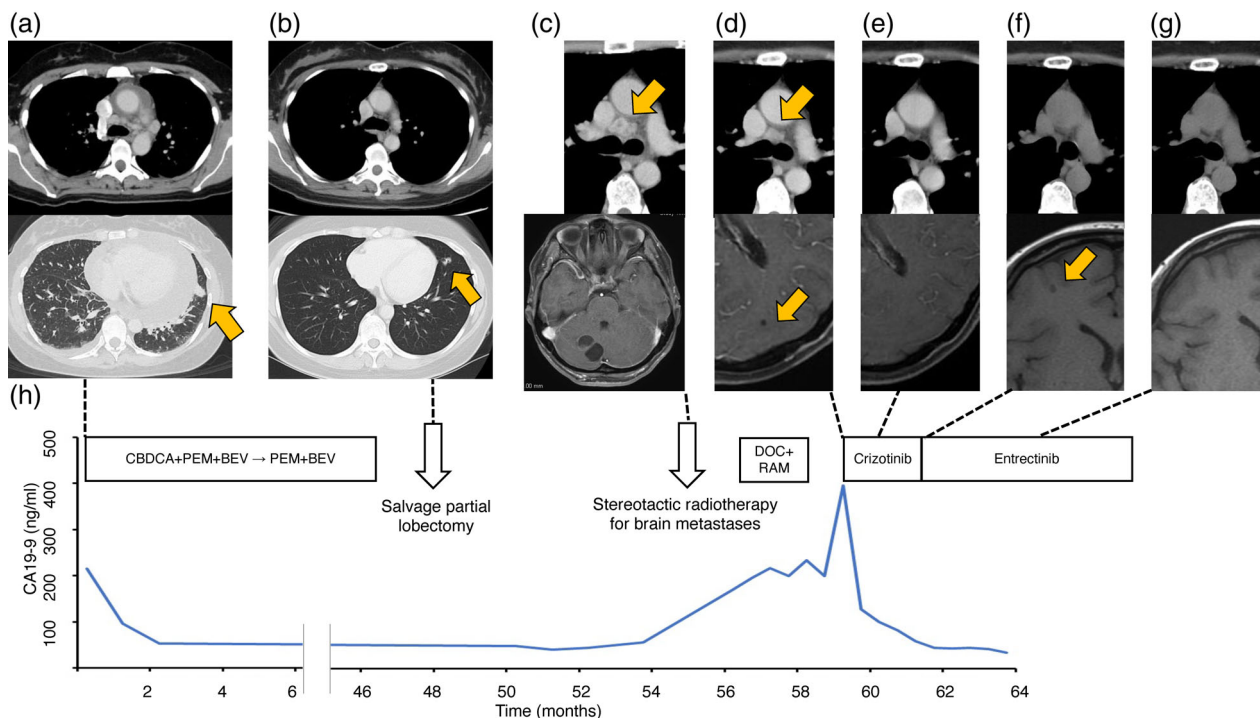 (a)
(b)
(c)
(d)
(e)
(f)
(g)
00 mm
(h)
CBDCA+PEM+BEV → PEM+BEV
Salvage partial
lobectomy
Stereotactic radiotherapy
for brain metastases
DOC+
RAM
Crizotinib
Entrectinib
CA19-9 (ng/ml)
500
400
300
200
100
2
4
6
46
48
50
52
54
56
58
60
62
64
Time (months)